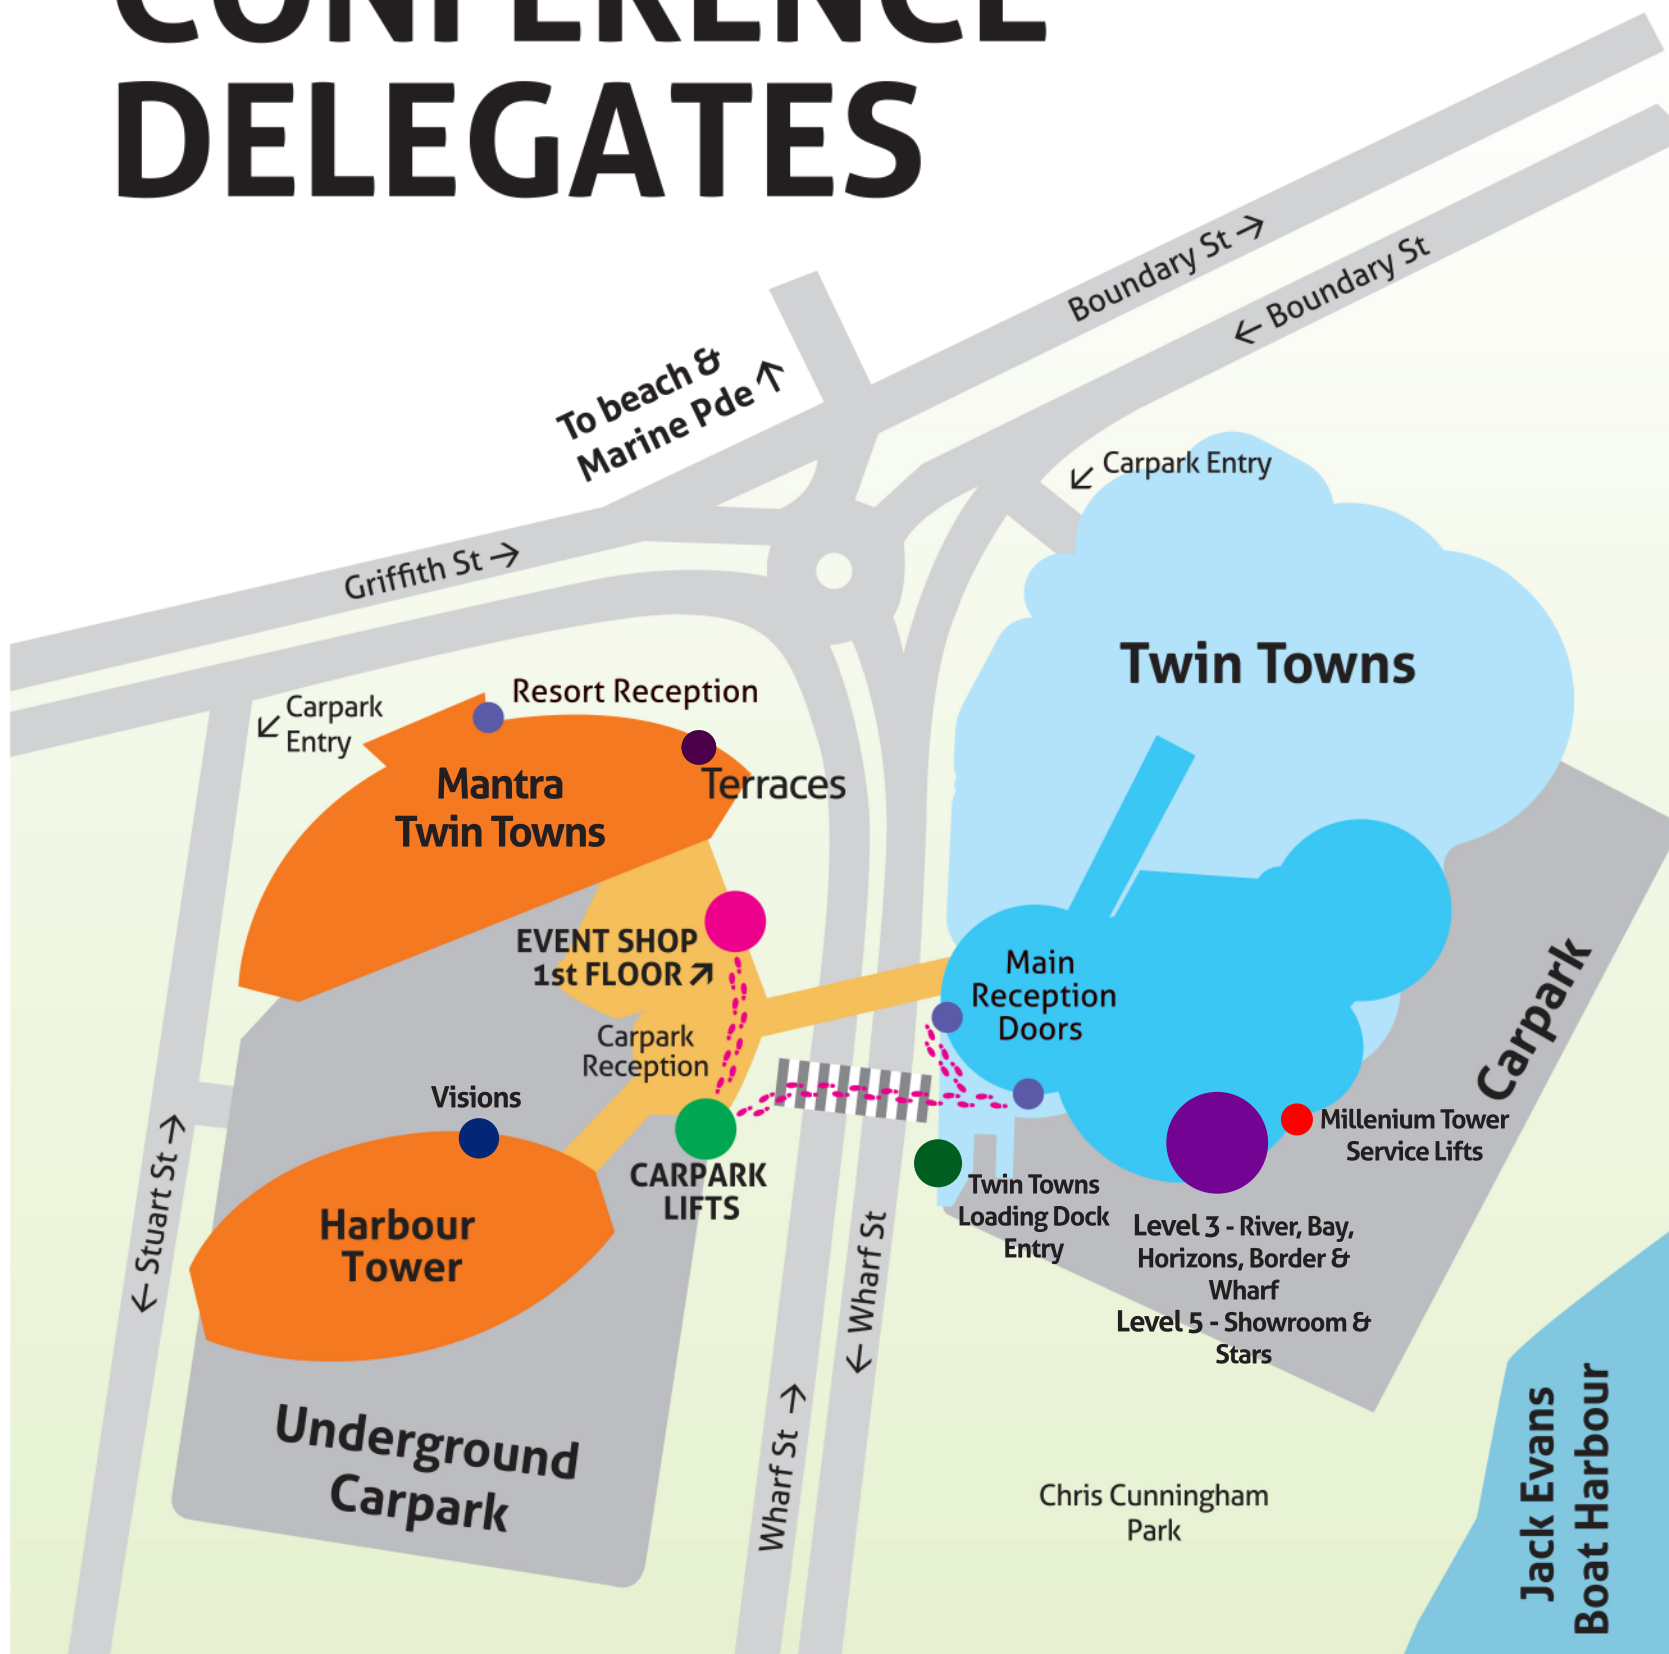 CONFERENCE
DELEGATES
Boundary St →
← Boundary St
To beach &
Marine Pde ↑
↙ Carpark Entry
Griffith St →
Twin Towns
Resort Reception
↙ Carpark
Entry
Mantra
Twin Towns
Terraces
EVENT SHOP
1st FLOOR ↗
Main
Reception
Doors
Carpark
Reception
Carpark
Visions
Millenium Tower
Service Lifts
CARPARK
LIFTS
Twin Towns
Loading Dock
Entry
Level 3 - River, Bay,
Horizons, Border &
Wharf
Level 5 - Showroom &
Stars
← Stuart St →
Harbour
Tower
← Wharf St
Wharf St →
Underground
Carpark
Chris Cunningham
Park
Jack Evans
Boat Harbour